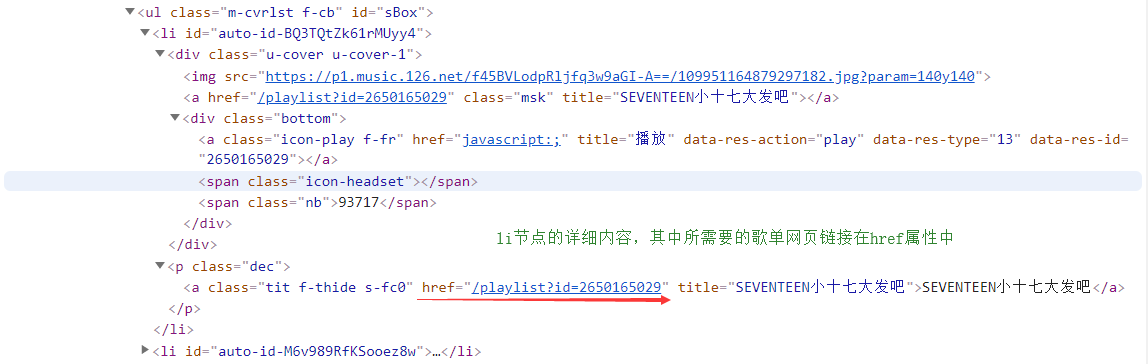 ▼<ul class="m-cvrlst f-cb" id="sBox">
▼<li id="auto-id-BQ3TQtZk61rMUyy4">
▼<div class="u-cover u-cover-1">
<img src="https://p1.music.126.net/f45BVLodpRljfq3w9aGI-A==/109951164879297182.jpg?param=140y140">
<a href="/playlist?id=2650165029" class="msk" title="SEVENTEEN小十七大发吧"></a>
▼<div class="bottom">
<a class="icon-play f-fr" href="javascript:;" title="播放" data-res-action="play" data-res-type="13" data-res-id=
"2650165029"></a>
<span class="icon-headset"></span>
<span class="nb">93717</span>
</div>
li节点的详细内容，其中所需要的歌单网页链接在href属性中
</div>
▼<p class="dec">
<a class="tit f-thide s-fc0" href="/playlist?id=2650165029" title="SEVENTEEN小十七大发吧">SEVENTEEN小十七大发吧</a>
</p>
</li>
▶<li id="auto-id-M6v989RfKSooez8w">…</li>